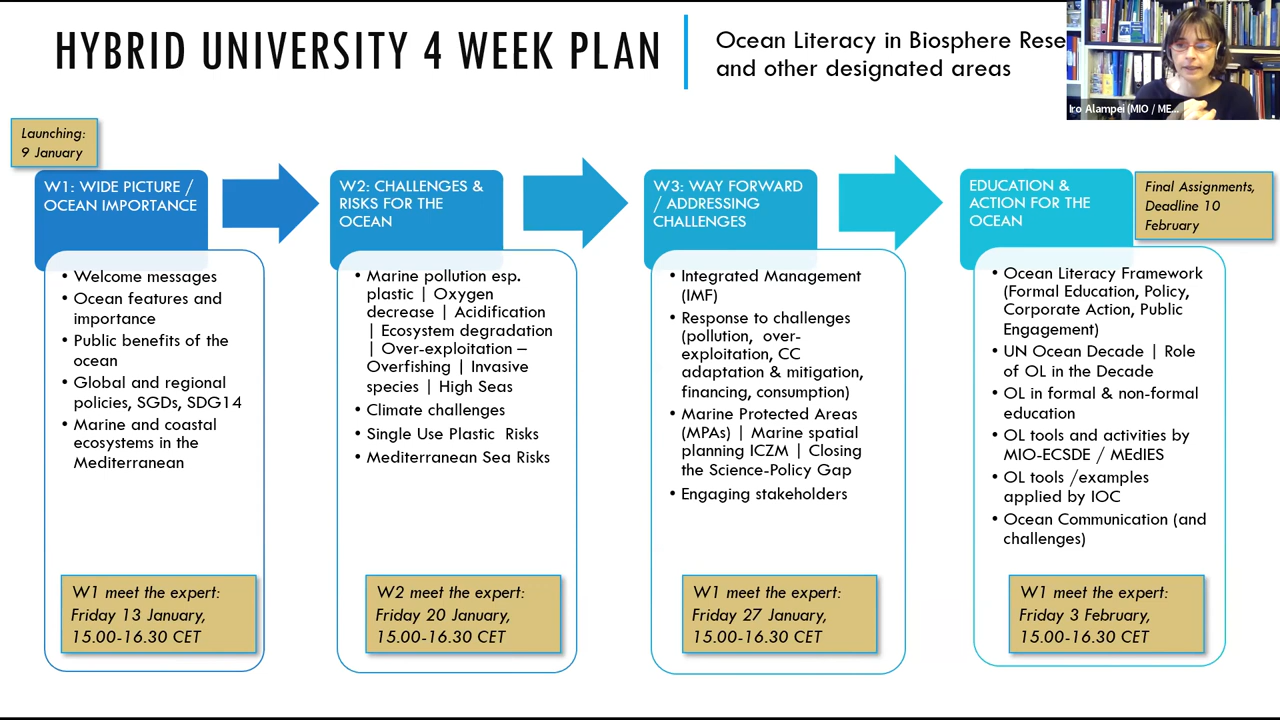 HYBRID UNIVERSITY 4 WEEK PLAN
Ocean Literacy in Biosphere Rese
and other designated areas
Iro Alampei (MIO / ME...
Launching:
9 January
W1: WIDE PICTURE /
OCEAN IMPORTANCE
• Welcome messages
• Ocean features and
importance
• Public benefits of the
ocean
• Global and regional
policies, SGDs, SDG14
• Marine and coastal
ecosystems in the
Mediterranean
W1 meet the expert:
Friday 13 January,
15.00-16.30 CET
W2: CHALLENGES &
RISKS FOR THE
OCEAN
• Marine pollution esp.
plastic | Oxygen
decrease | Acidification
| Ecosystem degradation
| Over-exploitation –
Overfishing | Invasive
species | High Seas
• Climate challenges
• Single Use Plastic Risks
• Mediterranean Sea Risks
W2 meet the expert:
Friday 20 January,
15.00-16.30 CET
W3: WAY FORWARD
/ ADDRESSING
CHALLENGES
• Integrated Management
(IMF)
• Response to challenges
(pollution, over-
exploitation, CC
adaptation & mitigation,
financing, consumption)
• Marine Protected Areas
(MPAs) | Marine spatial
planning ICZM | Closing
the Science-Policy Gap
• Engaging stakeholders
W1 meet the expert:
Friday 27 January,
15.00-16.30 CET
EDUCATION &
ACTION FOR THE
OCEAN
Final Assignments,
Deadline 10
February
• Ocean Literacy Framework
(Formal Education, Policy,
Corporate Action, Public
Engagement)
• UN Ocean Decade | Role
of OL in the Decade
• OL in formal & non-formal
education
• OL tools and activities by
MIO-ECSDE / MEdIES
• OL tools /examples
applied by IOC
• Ocean Communication (and
challenges)
W1 meet the expert:
Friday 3 February,
15.00-16.30 CET